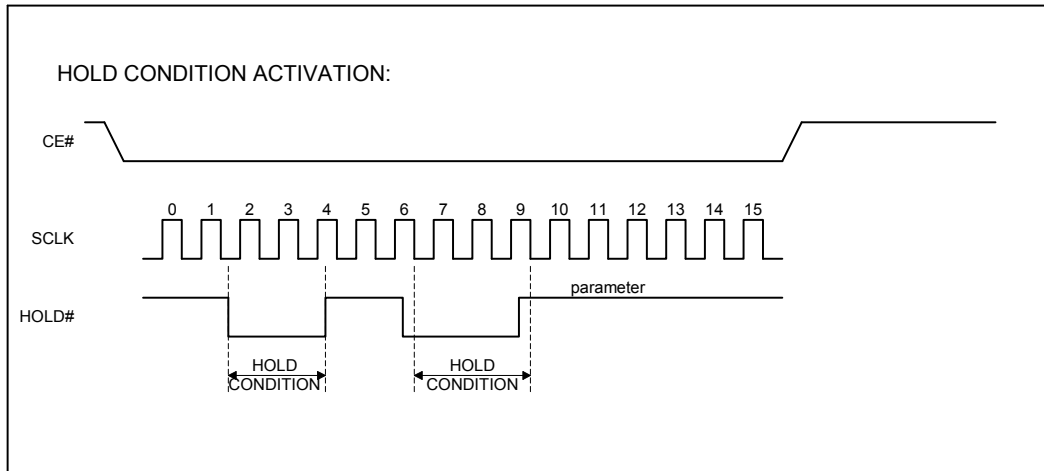 HOLD CONDITION ACTIVATION:
CE#
0 1 2 3 4 5 6 7 8 9 10 11 12 13 14 15
SCLK
parameter
HOLD#
HOLD CONDITION
HOLD CONDITION